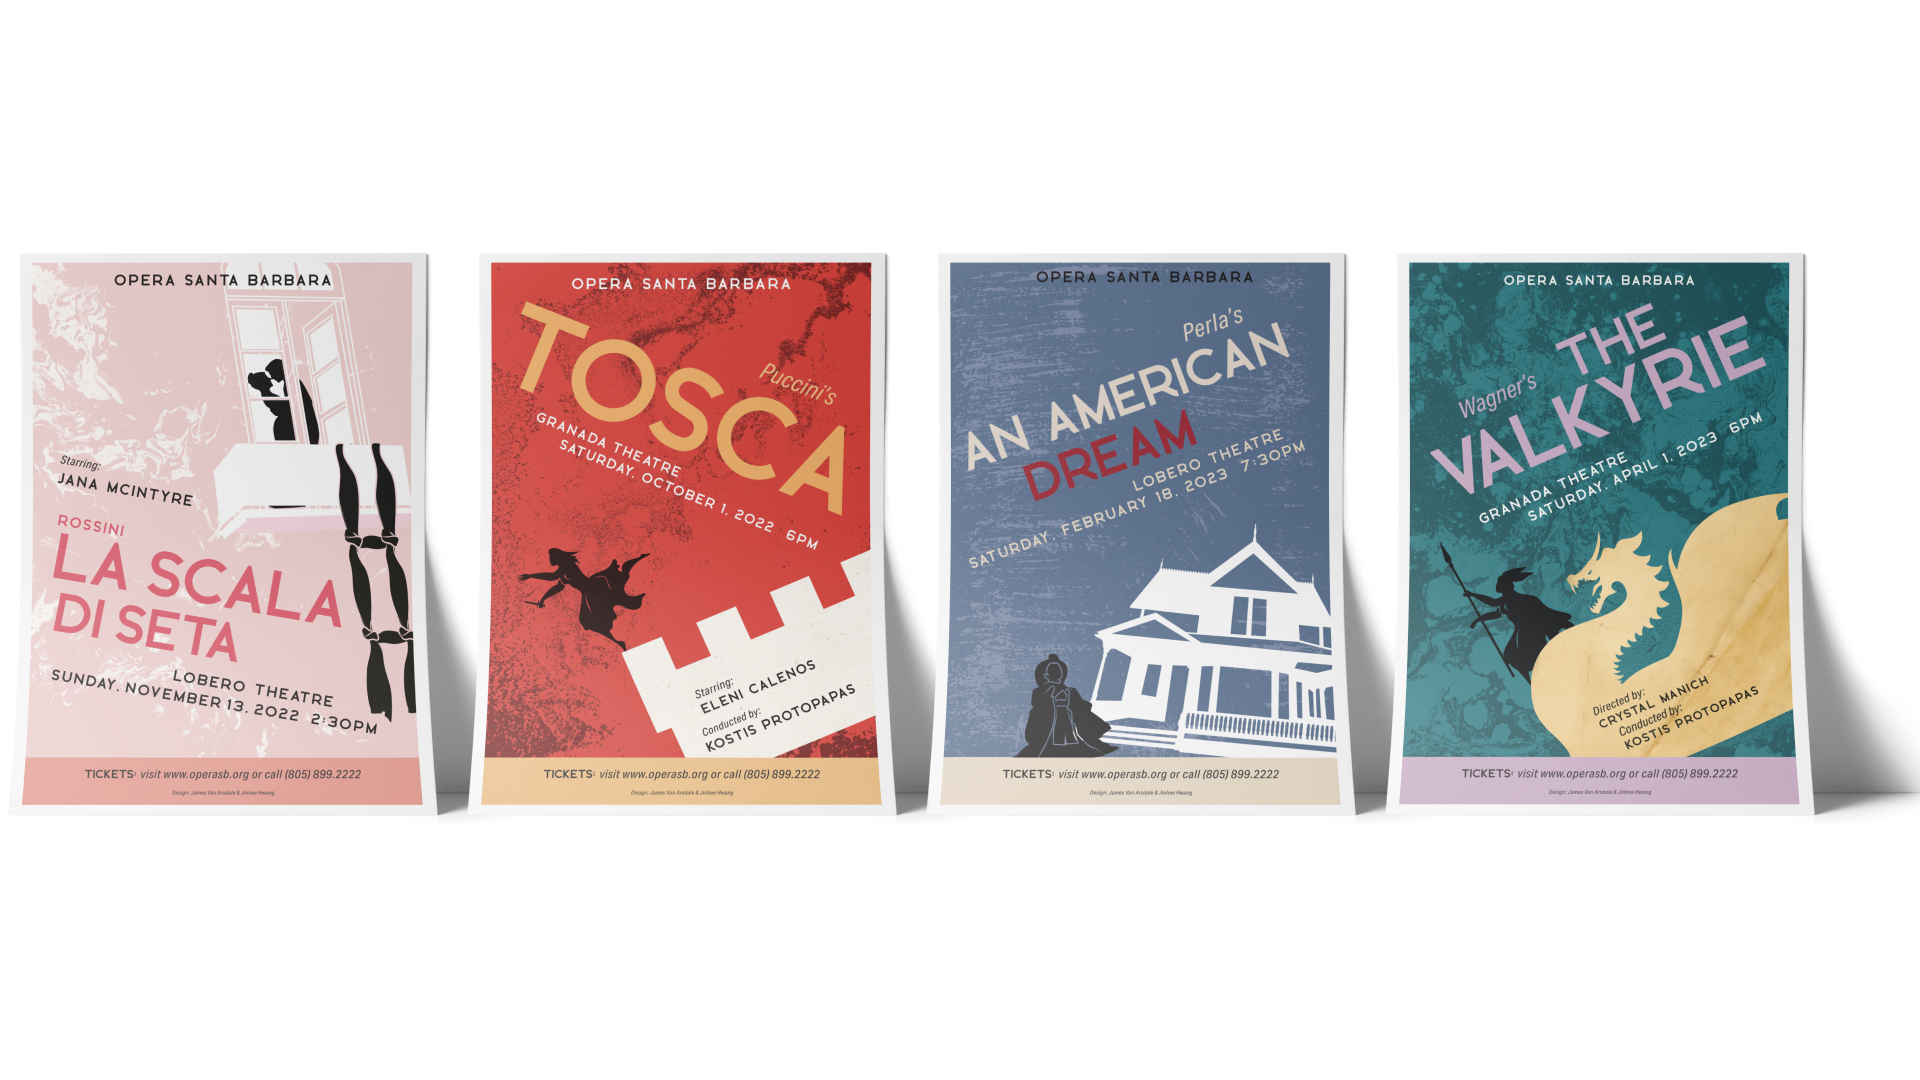 OPERA SANTA BARBARA
Starring:
JANA MCINTYRE
ROSSINI
LA SCALA
DI SETA
LOBERO THEATRE
SUNDAY, NOVEMBER 13, 2022 2:30PM
TICKETS: visit www.operasb.org or call (805) 899.2222
Design: James Van Arsdale & Jinhee Hwang
OPERA SANTA BARBARA
TOSCA
Puccini's
GRANADA THEATRE
SATURDAY, OCTOBER 1, 2022 6PM
Starring:
ELENI CALENOS
Conducted by:
KOSTIS PROTOPAPAS
TICKETS: visit www.operasb.org or call (805) 899.2222
Design: James Van Arsdale & Jinhee Hwang
OPERA SANTA BARBARA
Perla's
AN AMERICAN
DREAM
LOBERO THEATRE
SATURDAY, FEBRUARY 18, 2023 7:30PM
TICKETS: visit www.operasb.org or call (805) 899.2222
Design: James Van Arsdale & Jinhee Hwang
OPERA SANTA BARBARA
Wagner's
THE
VALKYRIE
GRANADA THEATRE
SATURDAY, APRIL 1, 2023 6PM
Directed by:
CRYSTAL MANICH
Conducted by:
KOSTIS PROTOPAPAS
TICKETS: visit www.operasb.org or call (805) 899.2222
Design: James Van Arsdale & Jinhee Hwang